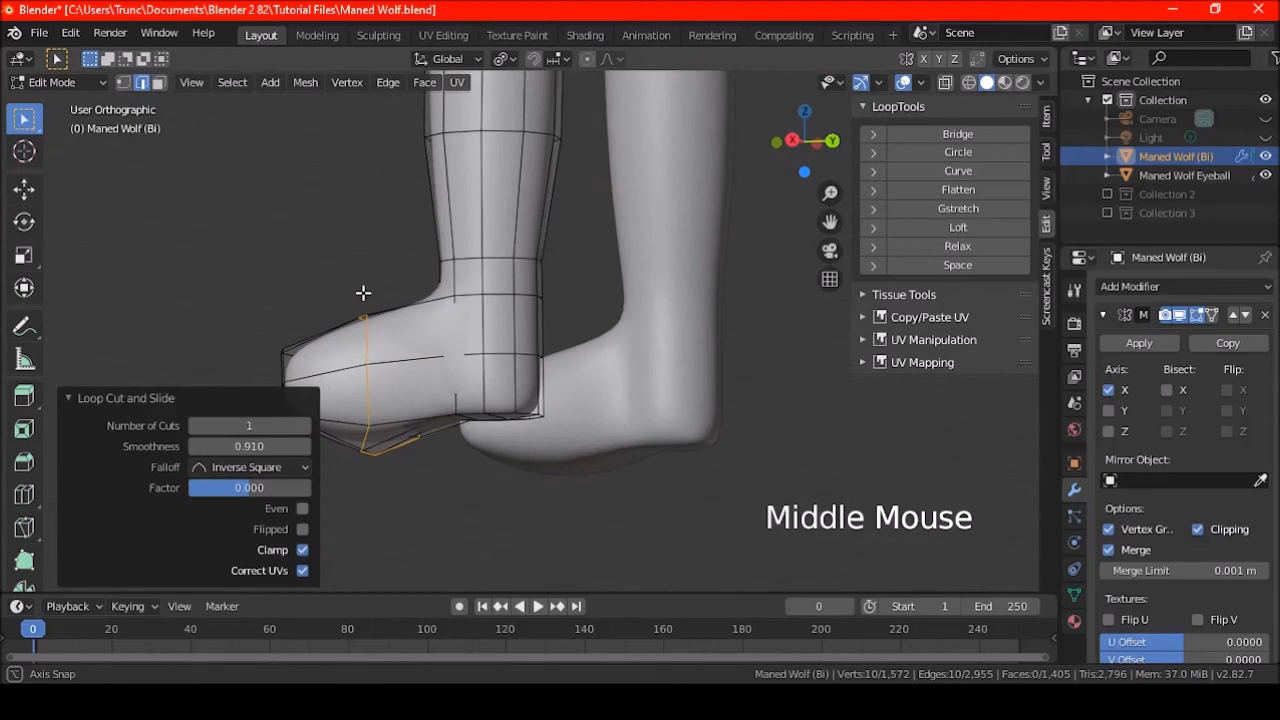 Blender* [C:\Users\Trunc\Documents\Blender 2 82\Tutorial Files\Maned Wolf.blend]
File Edit Render Window Help Layout Modeling Sculpting UV Editing Texture Paint Shading Animation Rendering Compositing Scripting + Scene View Layer
Global X Y Z Options
Edit Mode View Select Add Mesh Vertex Edge Face UV
User Orthographic
(0) Maned Wolf (Bi)
Z
X
Y
LoopTools
Bridge
Circle
Curve
Flatten
Gstretch
Loft
Relax
Space
Tissue Tools
Copy/Paste UV
UV Manipulation
UV Mapping
Item
Tool
View
Edit
Screencast Keys
Scene Collection
Collection
Camera
Light
Maned Wolf (Bi)
Maned Wolf Eyeball
Collection 2
Collection 3
Maned Wolf (Bi)
Add Modifier
M
Apply Copy
Axis: Bisect: Flip:
X X X
Y Y Y
Z Z Z
Mirror Object:
Options:
Vertex Gr.. Clipping
Merge
Merge Limit 0.001 m
Textures:
Flip U Flip V
U Offset 0.0000
V Offset 0.0000
Loop Cut and Slide
Number of Cuts 1
Smoothness 0.910
Falloff Inverse Square
Factor 0.000
Even
Flipped
Clamp
Correct UVs
Middle Mouse
Playback Keying View Marker 0 Start 1 End 250
0 20 40 60 80 100 120 140 160 180 200 220 240
Axis Snap Maned Wolf (Bi) | Verts:10/1,572 | Edges:10/2,955 | Faces:0/1,405 | Tris:2,796 | Mem: 37.0 MiB | v2.82.7